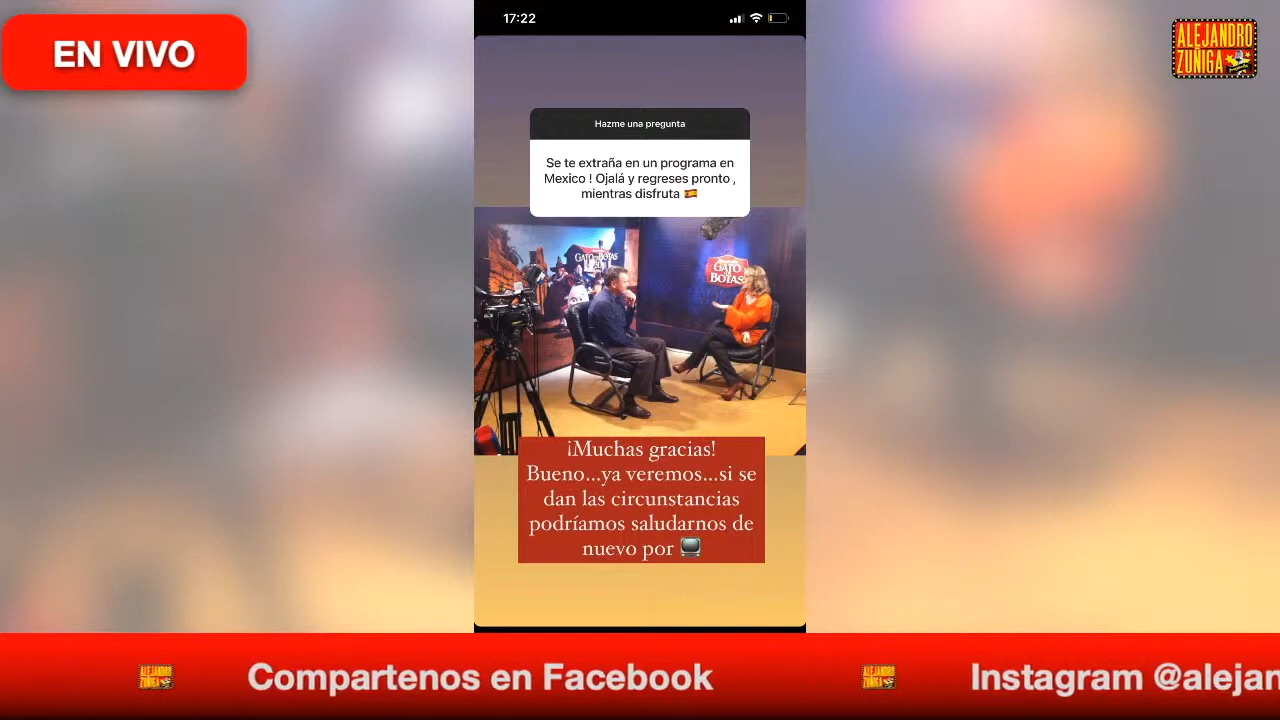 EN VIVO
ALEJANDRO
ZUÑIGA
17:22
Hazme una pregunta
Se te extraña en un programa en
Mexico ! Ojalá y regreses pronto ,
mientras disfruta 🇪🇸
GATO BOTAS
GATO
BOTAS
¡Muchas gracias!
Bueno...ya veremos...si se
dan las circunstancias
podríamos saludarnos de
nuevo por 📺
ALEJANDRO
ZUÑIGA
Compartenos en Facebook
ALEJANDRO
ZUÑIGA
Instagram @alejan